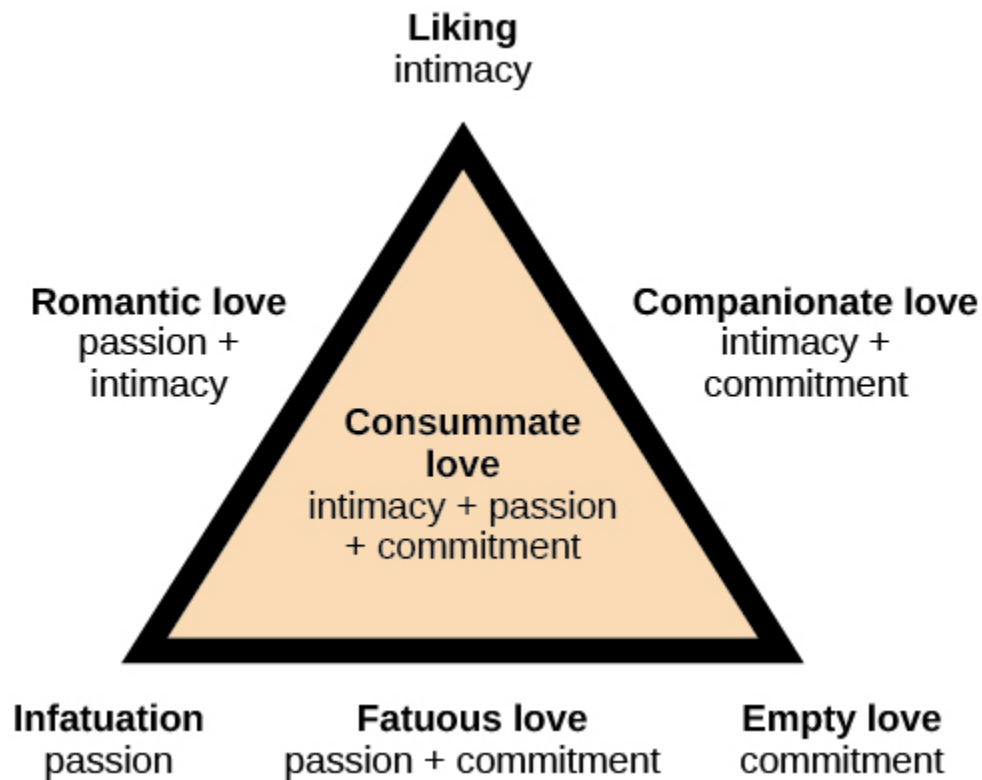 Liking
intimacy
Romantic love
passion +
intimacy
Companionate love
intimacy +
commitment
Consummate
love
intimacy + passion
+ commitment
Infatuation
passion
Fatuous love
passion + commitment
Empty love
commitment